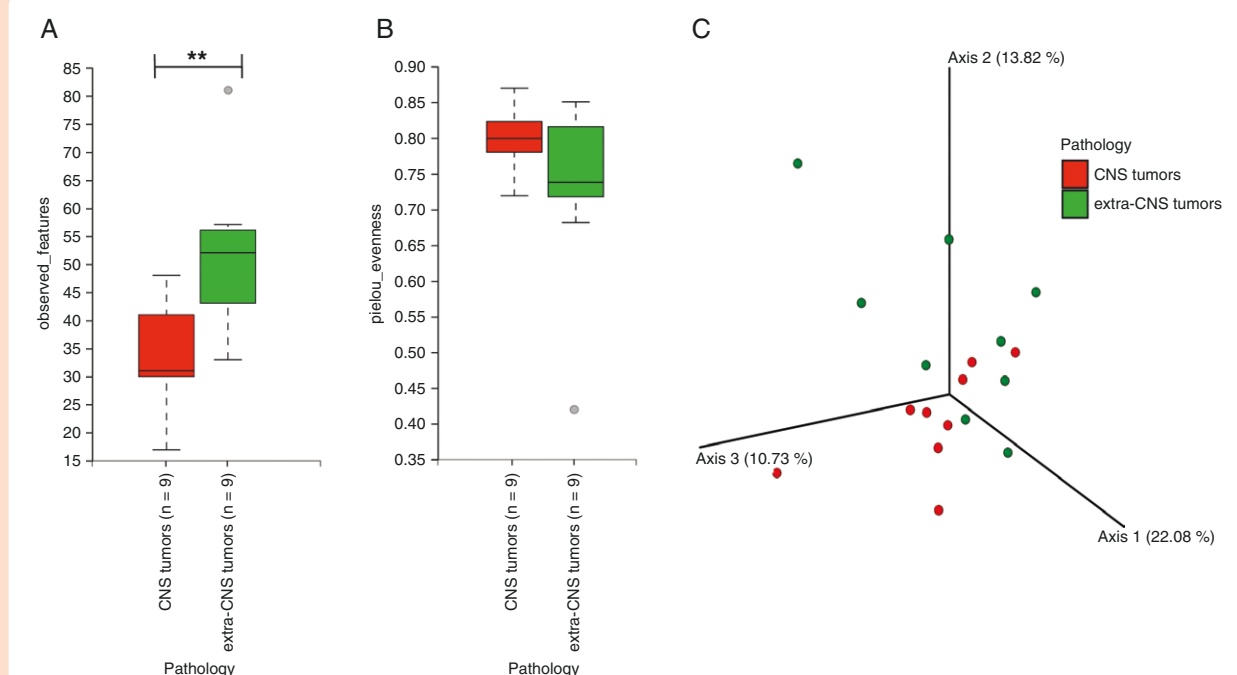 A
**
85
80
75
70
65
60
55
50
45
40
35
30
25
20
15
observed_features
CNS tumors (n = 9)
extra-CNS tumors (n = 9)
Pathology
B
0.90
0.85
0.80
0.75
0.70
0.65
0.60
0.55
0.50
0.45
0.40
0.35
pielou_evenness
CNS tumors (n = 9)
extra-CNS tumors (n = 9)
Pathology
C
Axis 2 (13.82 %)
Pathology
CNS tumors
extra-CNS tumors
Axis 3 (10.73 %)
Axis 1 (22.08 %)